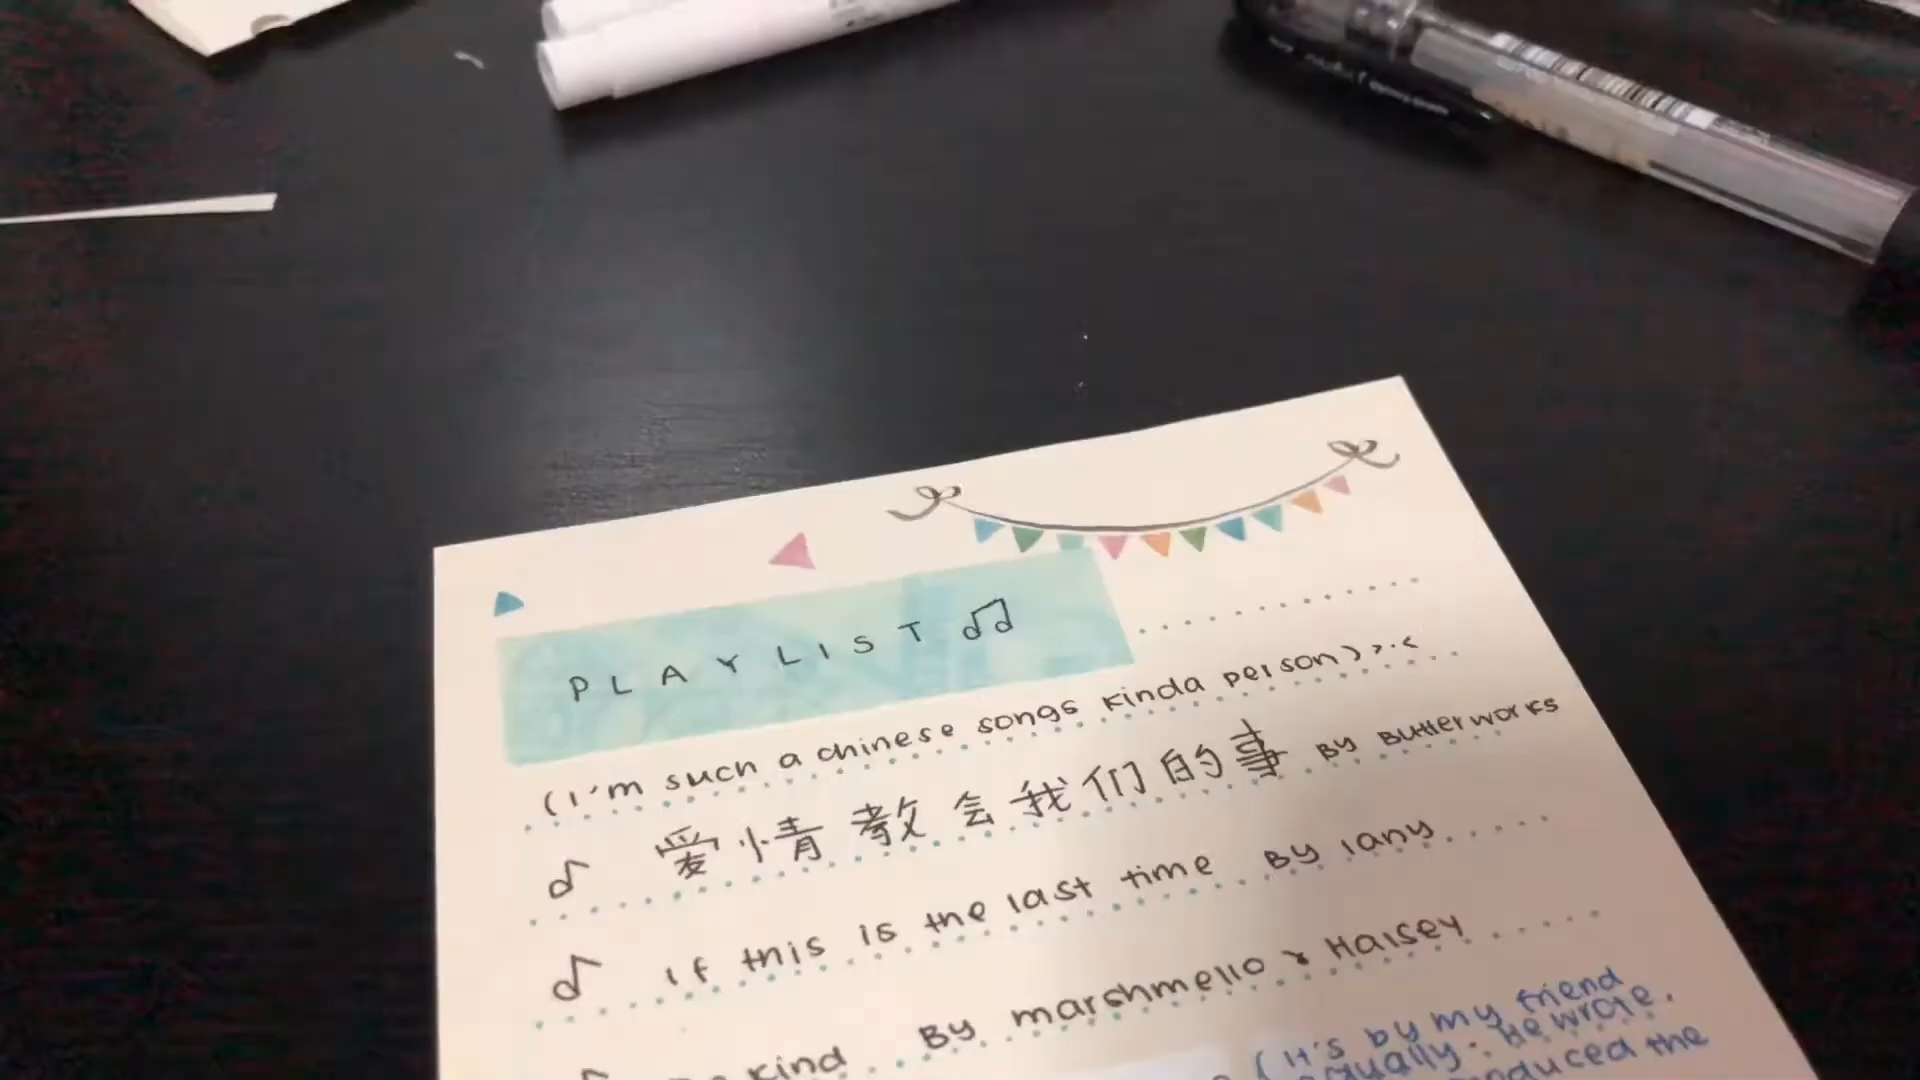 PLAYLIST ♫
(I'm such a chinese songs kinda person) >.<
♪ 爱情教会我们的事 By Butterworks
♪ If this is the last time By lany
kind By marshmello & Halsey
(It's by my friend
He wrote,
the